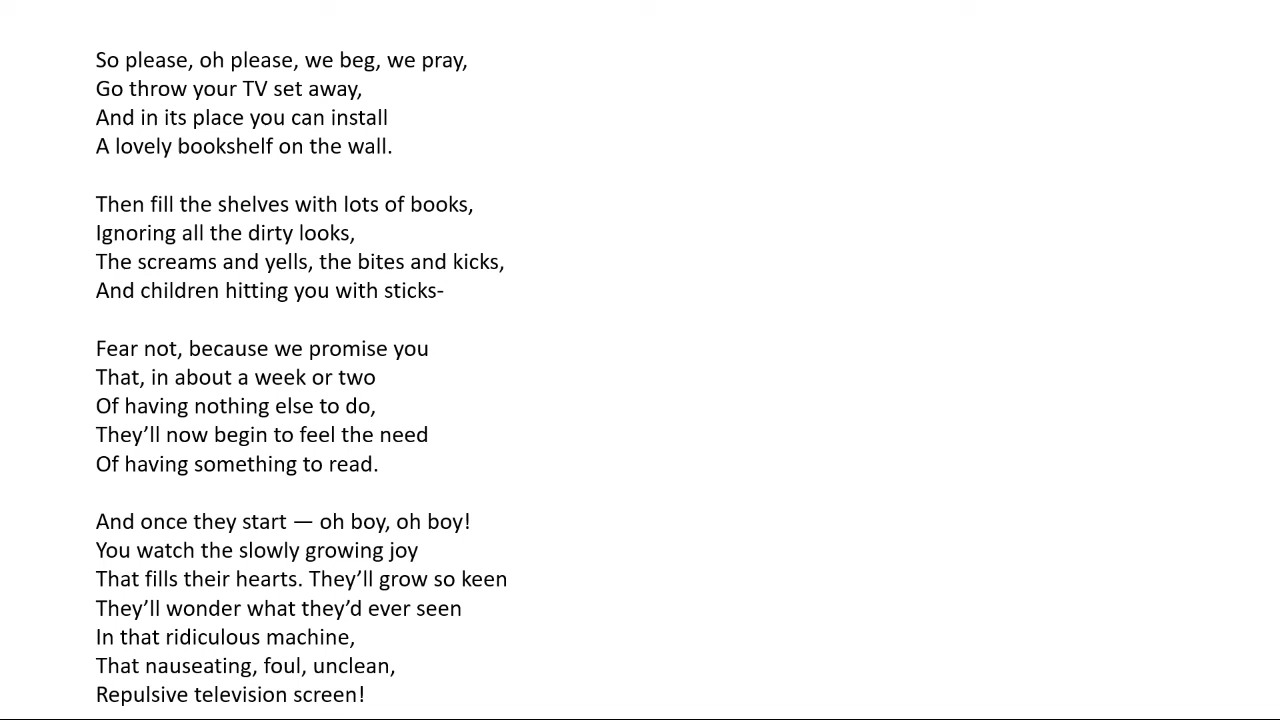 So please, oh please, we beg, we pray,
Go throw your TV set away,
And in its place you can install
A lovely bookshelf on the wall.

Then fill the shelves with lots of books,
Ignoring all the dirty looks,
The screams and yells, the bites and kicks,
And children hitting you with sticks-

Fear not, because we promise you
That, in about a week or two
Of having nothing else to do,
They’ll now begin to feel the need
Of having something to read.

And once they start — oh boy, oh boy!
You watch the slowly growing joy
That fills their hearts. They’ll grow so keen
They’ll wonder what they’d ever seen
In that ridiculous machine,
That nauseating, foul, unclean,
Repulsive television screen!